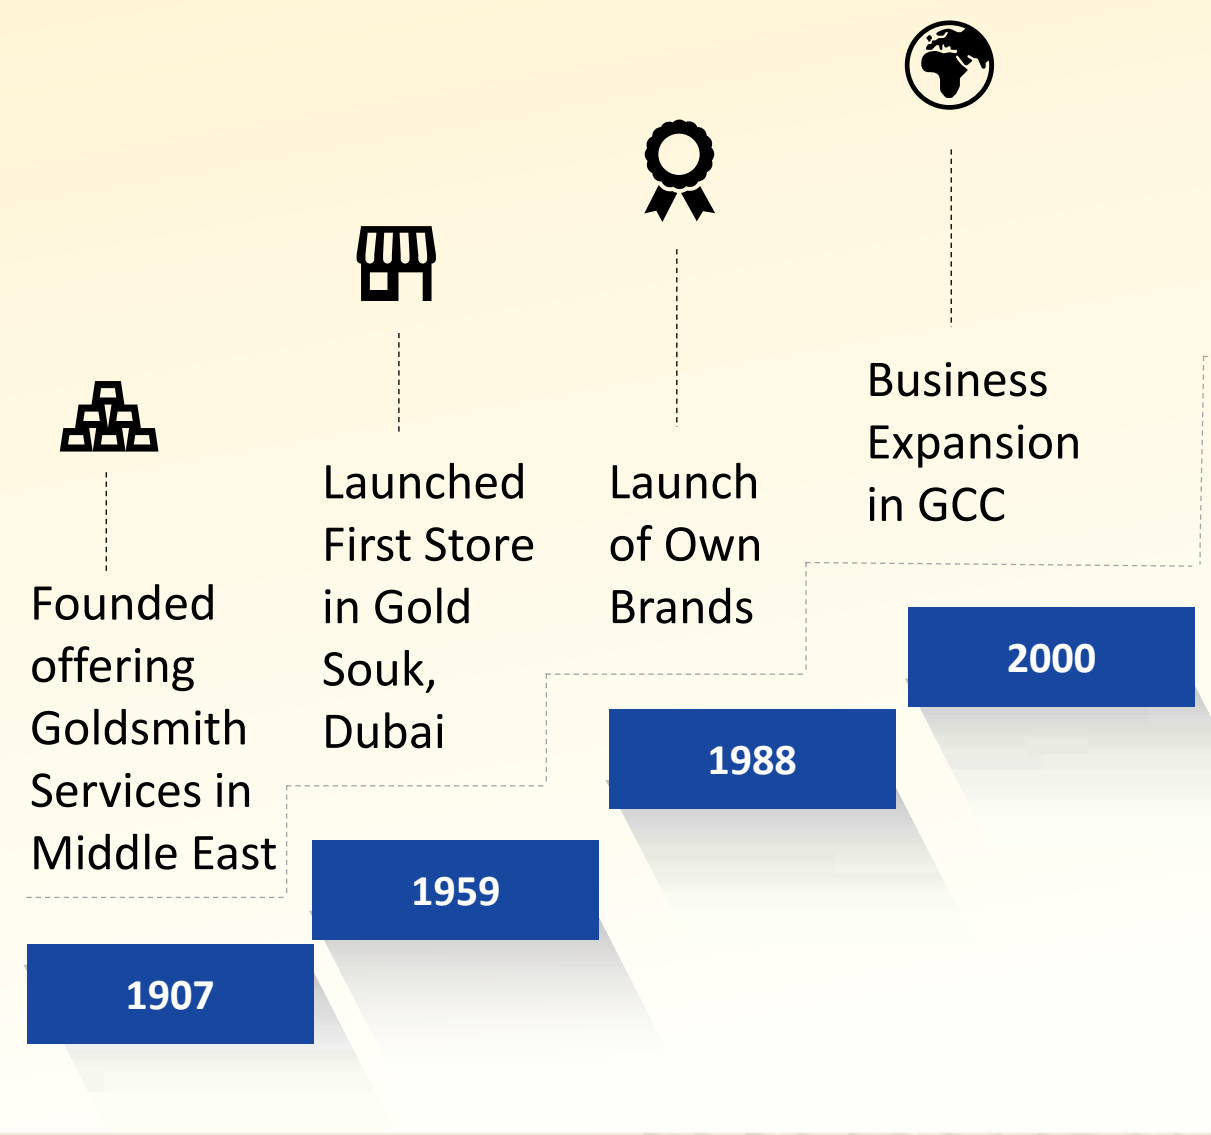 Founded
offering
Goldsmith
Services in
Middle East
1907
Launched
First Store
in Gold
Souk,
Dubai
1959
Launch
of Own
Brands
1988
Business
Expansion
in GCC
2000